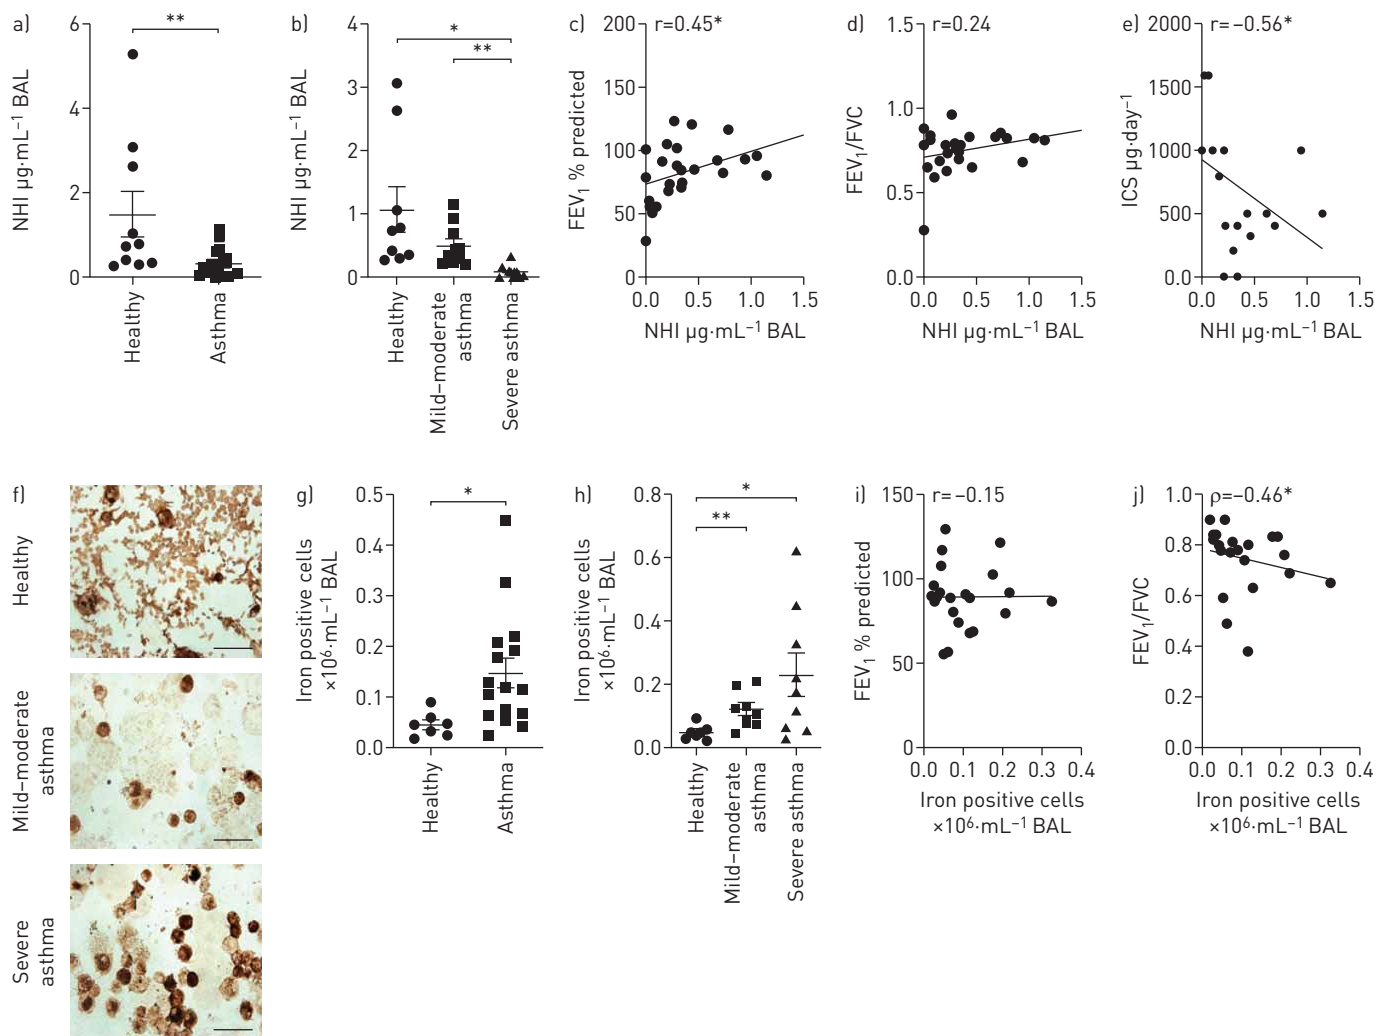 a)
6
4
2
0
NHI µg·mL⁻¹ BAL
**
Healthy
Asthma
b)
4
3
2
1
0
NHI µg·mL⁻¹ BAL
*
**
Healthy
Mild–moderate
asthma
Severe asthma
c)
r=0.45*
200
150
100
50
0
FEV₁ % predicted
0.0 0.5 1.0 1.5
NHI µg·mL⁻¹ BAL
d)
r=0.24
1.5
1.0
0.5
0.0
FEV₁/FVC
0.0 0.5 1.0 1.5
NHI µg·mL⁻¹ BAL
e)
r=–0.56*
2000
1500
1000
500
0.0
ICS µg·day⁻¹
0.0 0.5 1.0 1.5
NHI µg·mL⁻¹ BAL
f)
Healthy
Mild–moderate
asthma
Severe
asthma
g)
0.5
0.4
0.3
0.2
0.1
0.0
Iron positive cells
×10⁶·mL⁻¹ BAL
*
Healthy
Asthma
h)
0.8
0.6
0.4
0.2
0.0
Iron positive cells
×10⁶·mL⁻¹ BAL
*
**
Healthy
Mild–moderate
asthma
Severe asthma
i)
r=–0.15
150
100
50
0
FEV₁ % predicted
0.0 0.1 0.2 0.3 0.4
Iron positive cells
×10⁶·mL⁻¹ BAL
j)
ρ=–0.46*
1.0
0.8
0.6
0.4
0.2
0.0
FEV₁/FVC
0.0 0.1 0.2 0.3 0.4
Iron positive cells
×10⁶·mL⁻¹ BAL